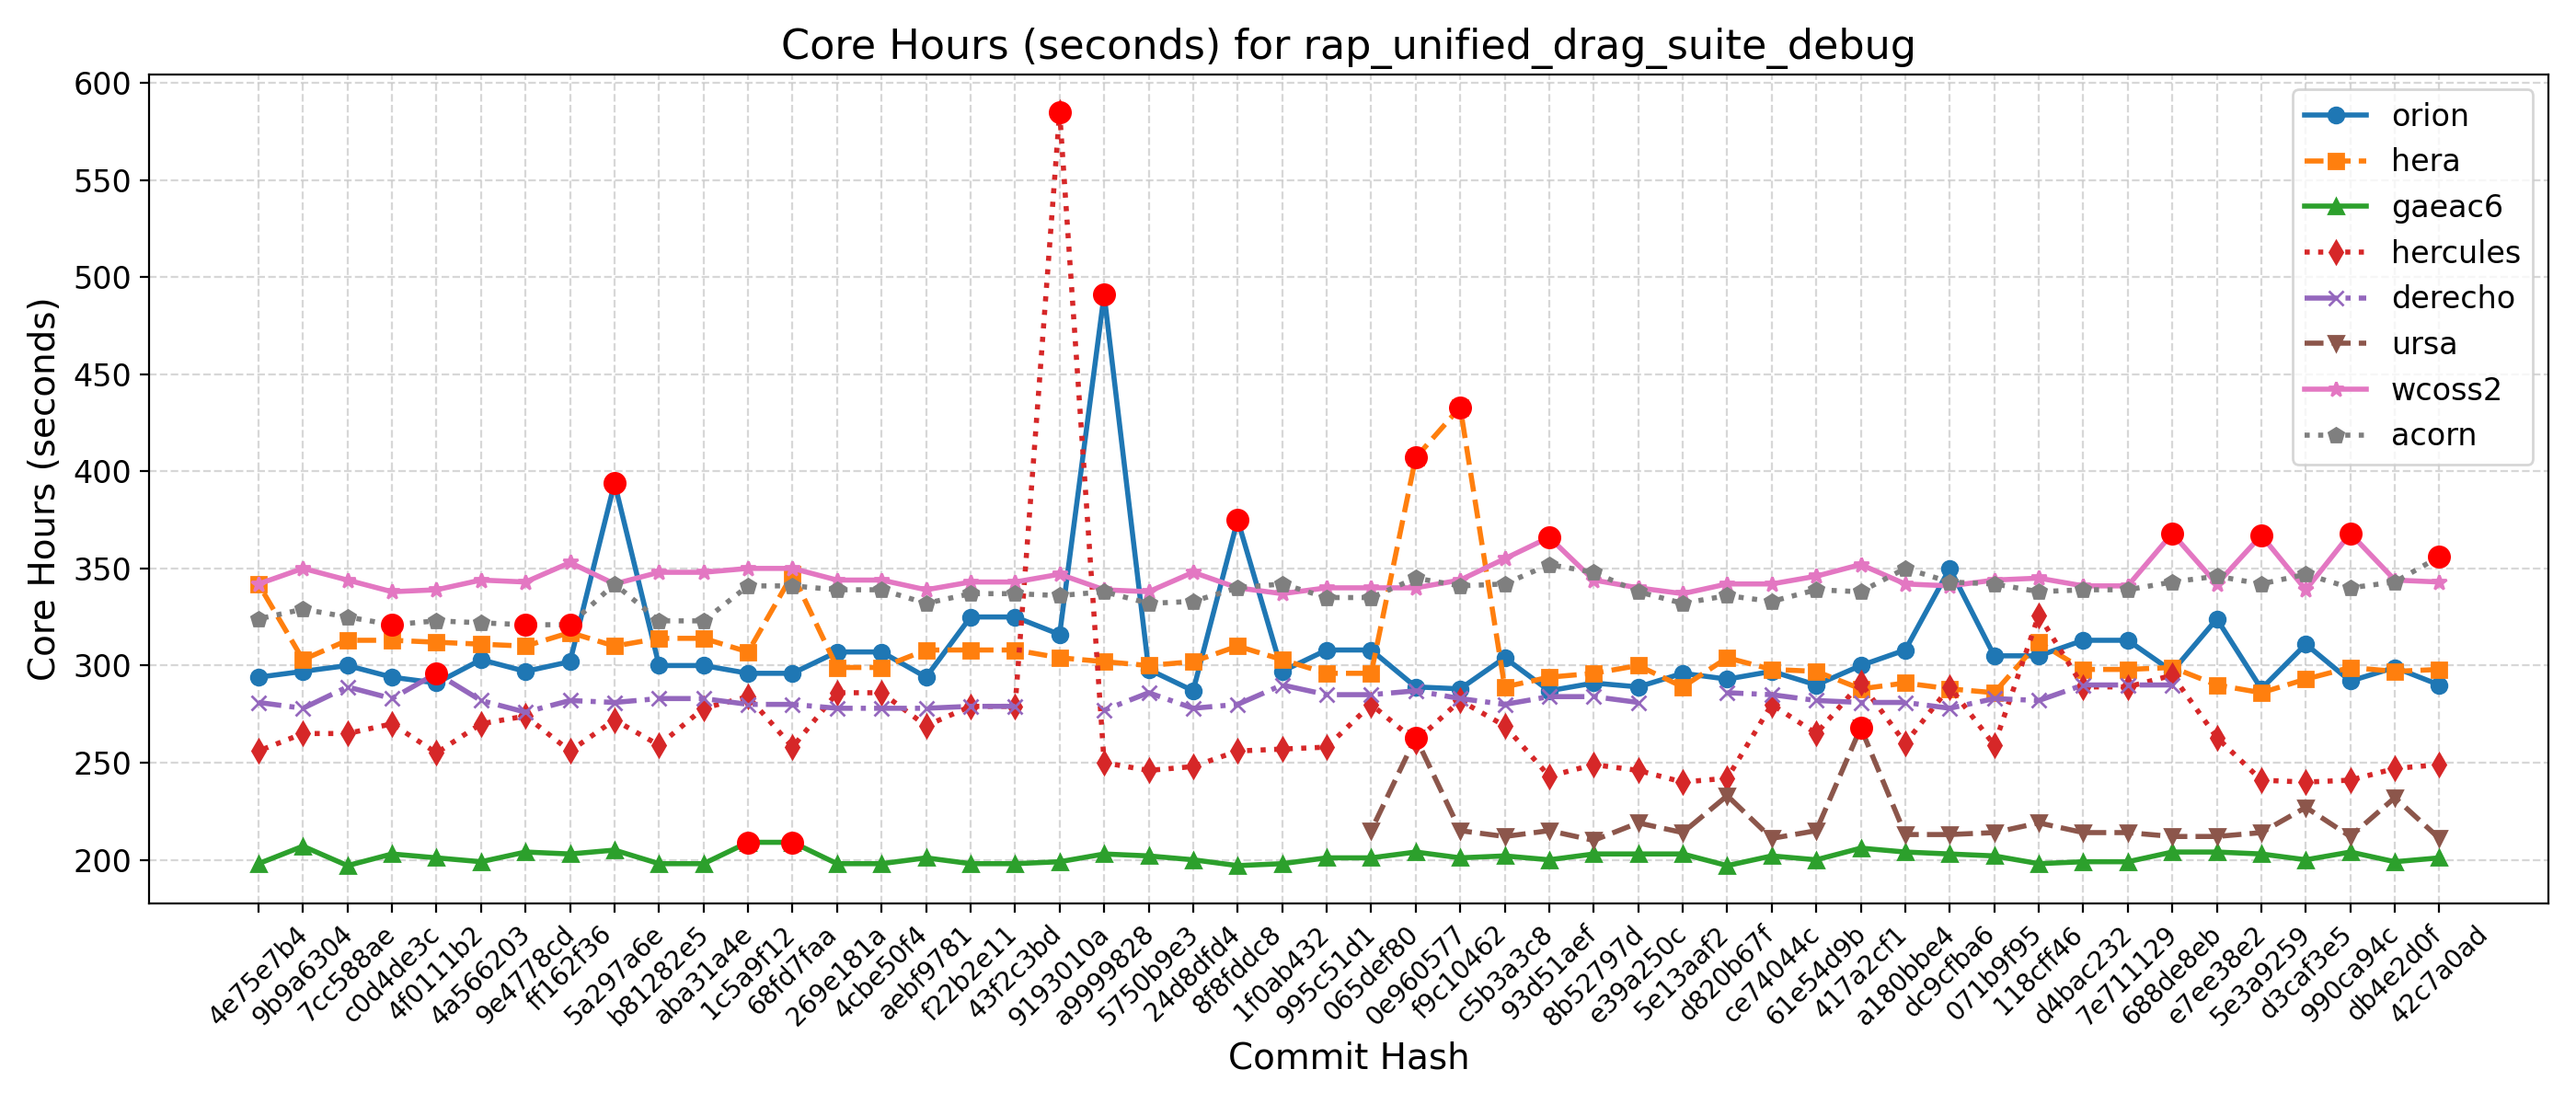 Core Hours (seconds) for rap_unified_drag_suite_debug
Core Hours (seconds)
600
550
500
450
400
350
300
250
200
orion
hera
gaeac6
hercules
derecho
ursa
wcoss2
acorn
4e75e7b4
9b9a6304
7cc588ae
c0d4de3c
4f0111b2
4a566203
9e4778cd
ff162f36
5a297a6e
b81282e5
aba31a4e
1c5a9f12
68fd7faa
269e181a
4cbe50f4
aebf9781
f22b2e11
43f2c3bd
9193010a
a9999828
5750b9e3
24d8dfd4
8f8fddc8
1f0ab432
995c51d1
065def80
0e960577
f9c10462
c5b3a3c8
93d51aef
8b52797d
e39a250c
5e13aaf2
d820b67f
ce74044c
61e54d9b
417a2cf1
a180bbe4
dc9cfba6
071b9f95
118cff46
d4bac232
7e711129
688de8eb
e7ee38e2
5e3a9259
d3caf3e5
990ca94c
db4e2d0f
42c7a0ad
Commit Hash